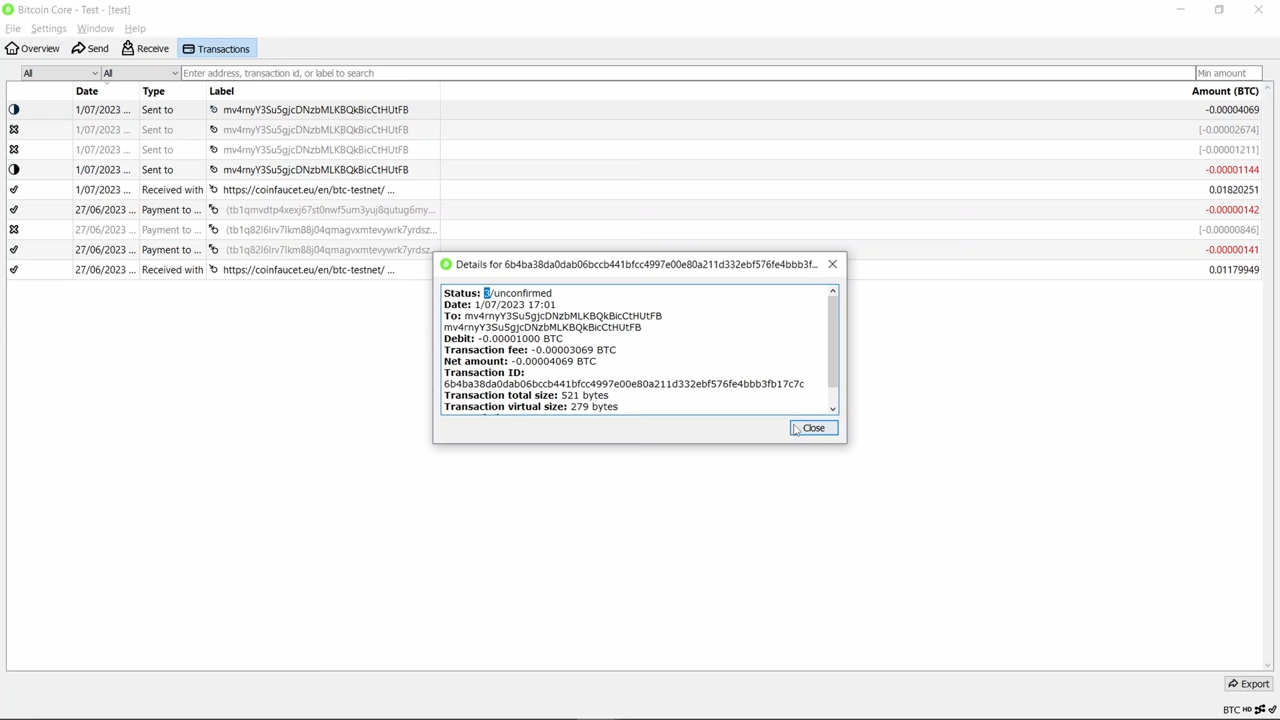 Bitcoin Core - Test - [test]
File Settings Window Help
Overview Send Receive Transactions
All All Enter address, transaction id, or label to search Min amount
Date Type Label Amount (BTC)
1/07/2023 ... Sent to mv4rnyY3Su5gjcDNzbMLKBQkBicCtHUtFB -0.00004069
1/07/2023 ... Sent to mv4rnyY3Su5gjcDNzbMLKBQkBicCtHUtFB [-0.00002674]
1/07/2023 ... Sent to mv4rnyY3Su5gjcDNzbMLKBQkBicCtHUtFB [-0.00001211]
1/07/2023 ... Sent to mv4rnyY3Su5gjcDNzbMLKBQkBicCtHUtFB -0.00001144
1/07/2023 ... Received with https://coinfaucet.eu/en/btc-testnet/ ... 0.01820251
27/06/2023 ... Payment to ... (tb1qmvdtp4xexj67st0nwf5um3yuj8qutug6my... -0.00000142
27/06/2023 ... Payment to ... (tb1q82l6lrv7lkm88j04qmagvxmtevywrk7yrdsz... [-0.00000846]
27/06/2023 ... Payment to ... (tb1q82l6lrv7lkm88j04qmagvxmtevywrk7yrdsz... -0.00000141
27/06/2023 ... Received with https://coinfaucet.eu/en/btc-testnet/ ... 0.01179949
Details for 6b4ba38da0dab06bccb441bfcc4997e00e80a211d332ebf576fe4bbb3f...
Status: 3/unconfirmed
Date: 1/07/2023 17:01
To: mv4rnyY3Su5gjcDNzbMLKBQkBicCtHUtFB
mv4rnyY3Su5gjcDNzbMLKBQkBicCtHUtFB
Debit: -0.00001000 BTC
Transaction fee: -0.00003069 BTC
Net amount: -0.00004069 BTC
Transaction ID:
6b4ba38da0dab06bccb441bfcc4997e00e80a211d332ebf576fe4bbb3fb17c7c
Transaction total size: 521 bytes
Transaction virtual size: 279 bytes
Close
Export
BTC HD